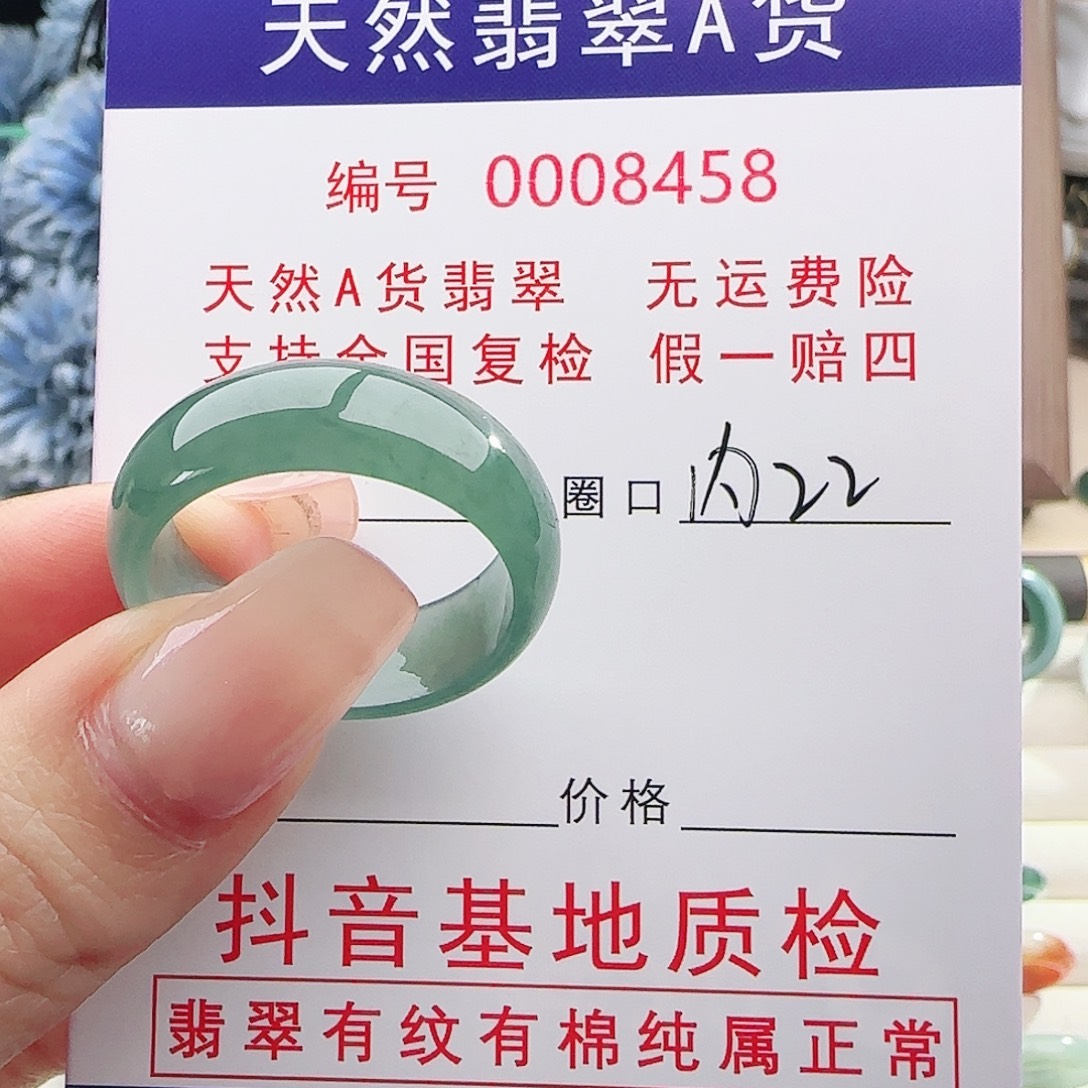 天然翡翠A货
编号 0008458
天然A货翡翠 无运费险
支持全国复检 假一赔四
圈口 内22
价格
抖音基地质检
翡翠有纹有棉纯属正常